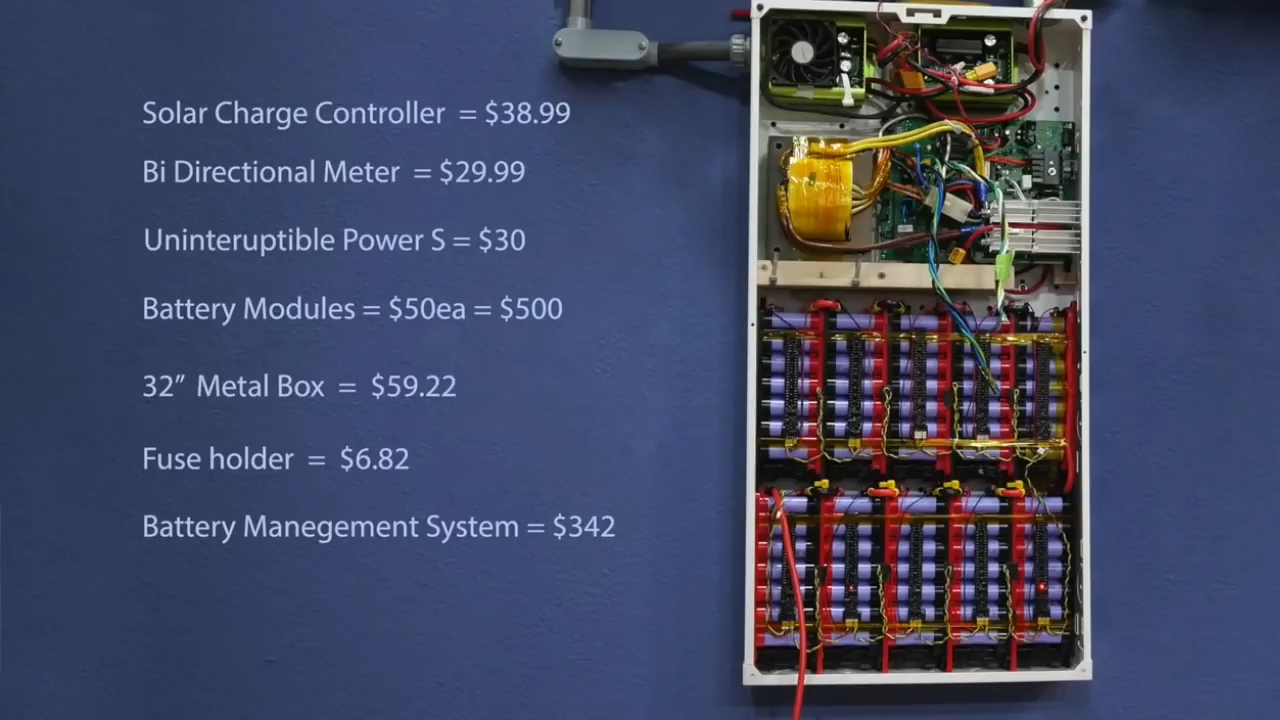 Solar Charge Controller = $38.99
Bi Directional Meter = $29.99
Uninteruptible Power S = $30
Battery Modules = $50ea = $500
32” Metal Box = $59.22
Fuse holder = $6.82
Battery Manegement System = $342